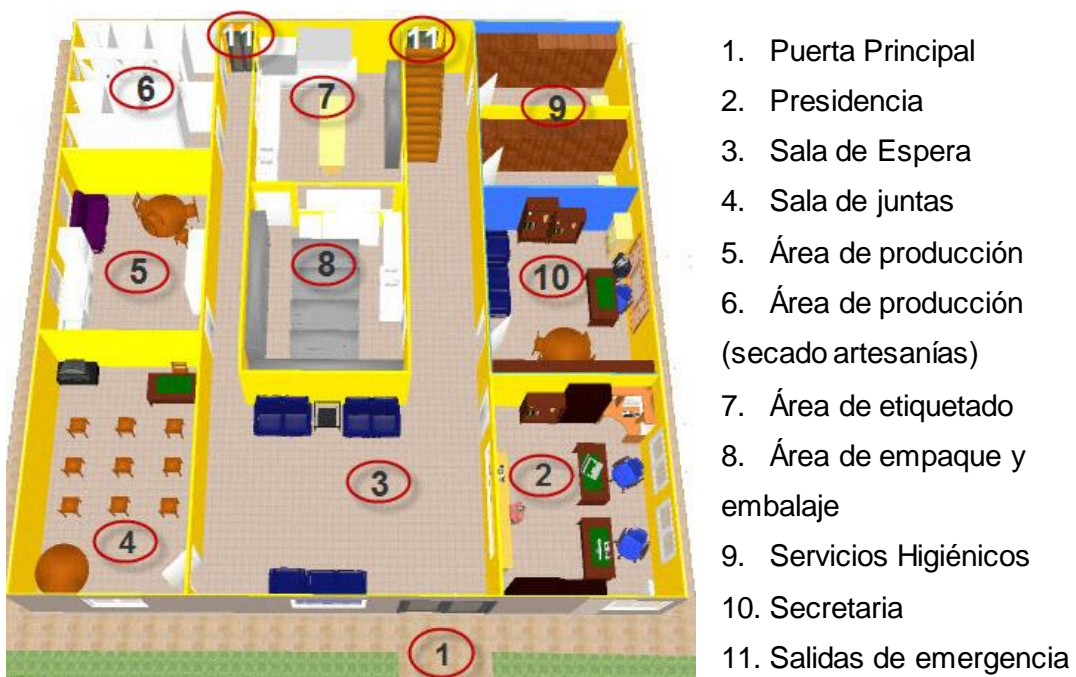 11
11
6
7
9
5
8
10
3
2
4
1
1. Puerta Principal
2. Presidencia
3. Sala de Espera
4. Sala de juntas
5. Área de producción
6. Área de producción
(secado artesanías)
7. Área de etiquetado
8. Área de empaque y
embalaje
9. Servicios Higiénicos
10. Secretaria
11. Salidas de emergencia